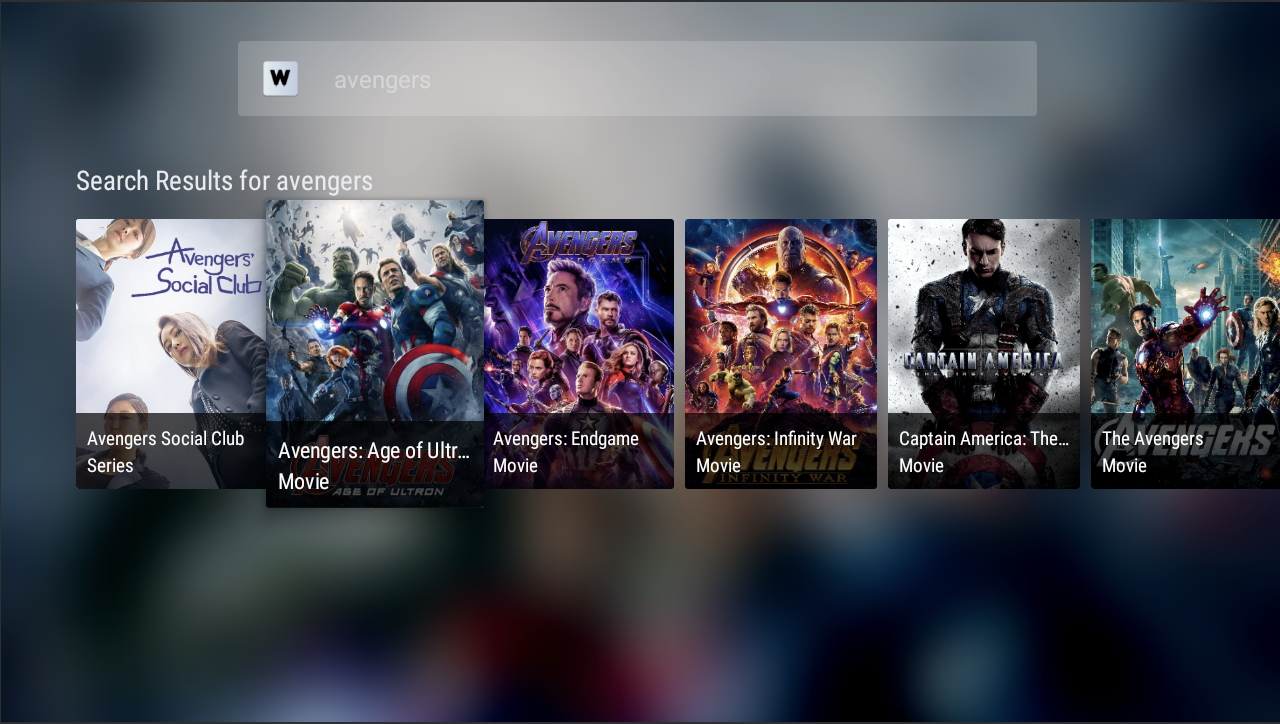 W
avengers
Search Results for avengers
Avengers'
Social Club
Avengers Social Club
Series
Avengers: Age of Ultr...
Movie
AGE OF ULTRON
AVENGERS
ENDGAME
Avengers: Endgame
Movie
Avengers: Infinity War
Movie
AVENGERS
INFINITY WAR
CAPTAIN AMERICA
Captain America: The...
Movie
The Avengers
Movie
AVENGERS